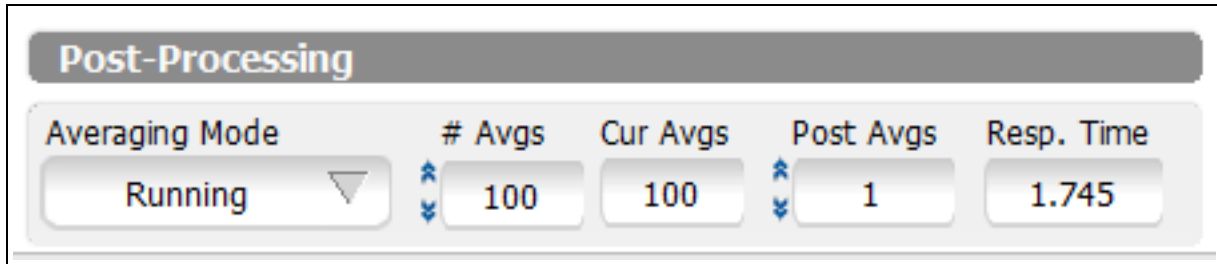 Post-Processing
Averaging Mode # Avgs Cur Avgs Post Avgs Resp. Time
Running 100 100 1 1.745